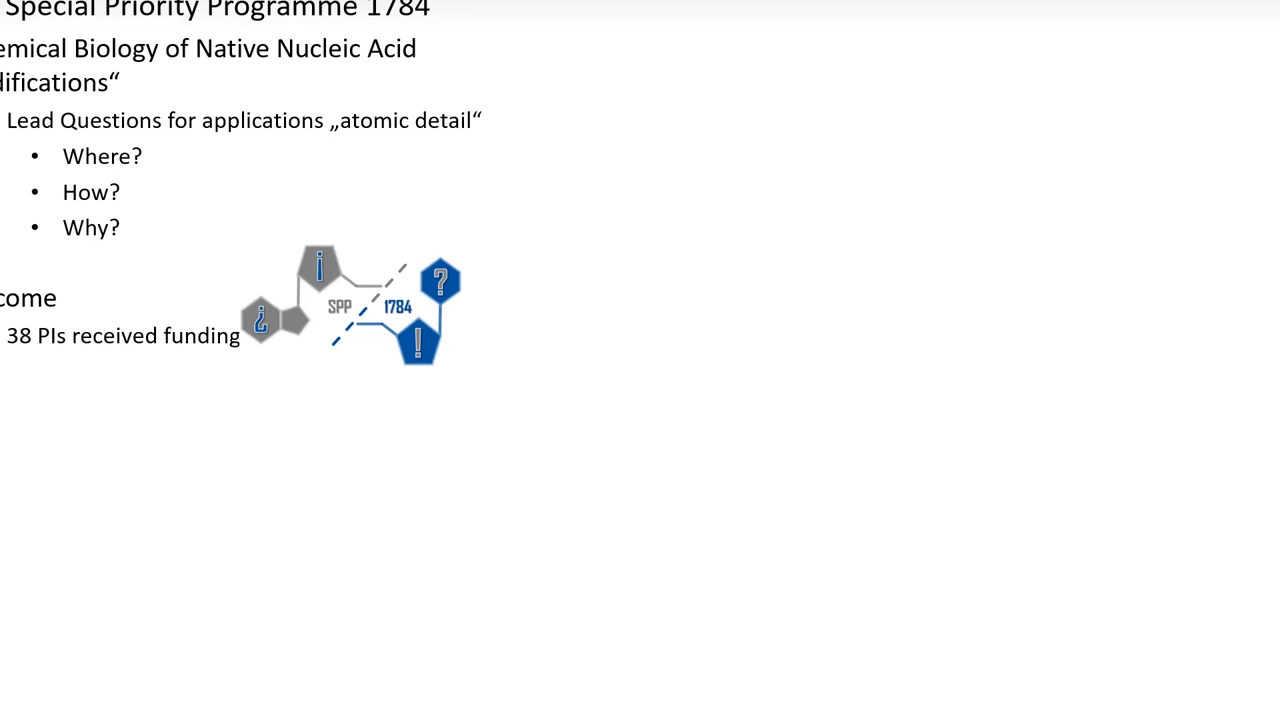 Special Priority Programme 1784
emical Biology of Native Nucleic Acid
difications“
Lead Questions for applications „atomic detail“
• Where?
• How?
• Why?
¡
?
SPP 1784
¿
!
come
38 PIs received funding